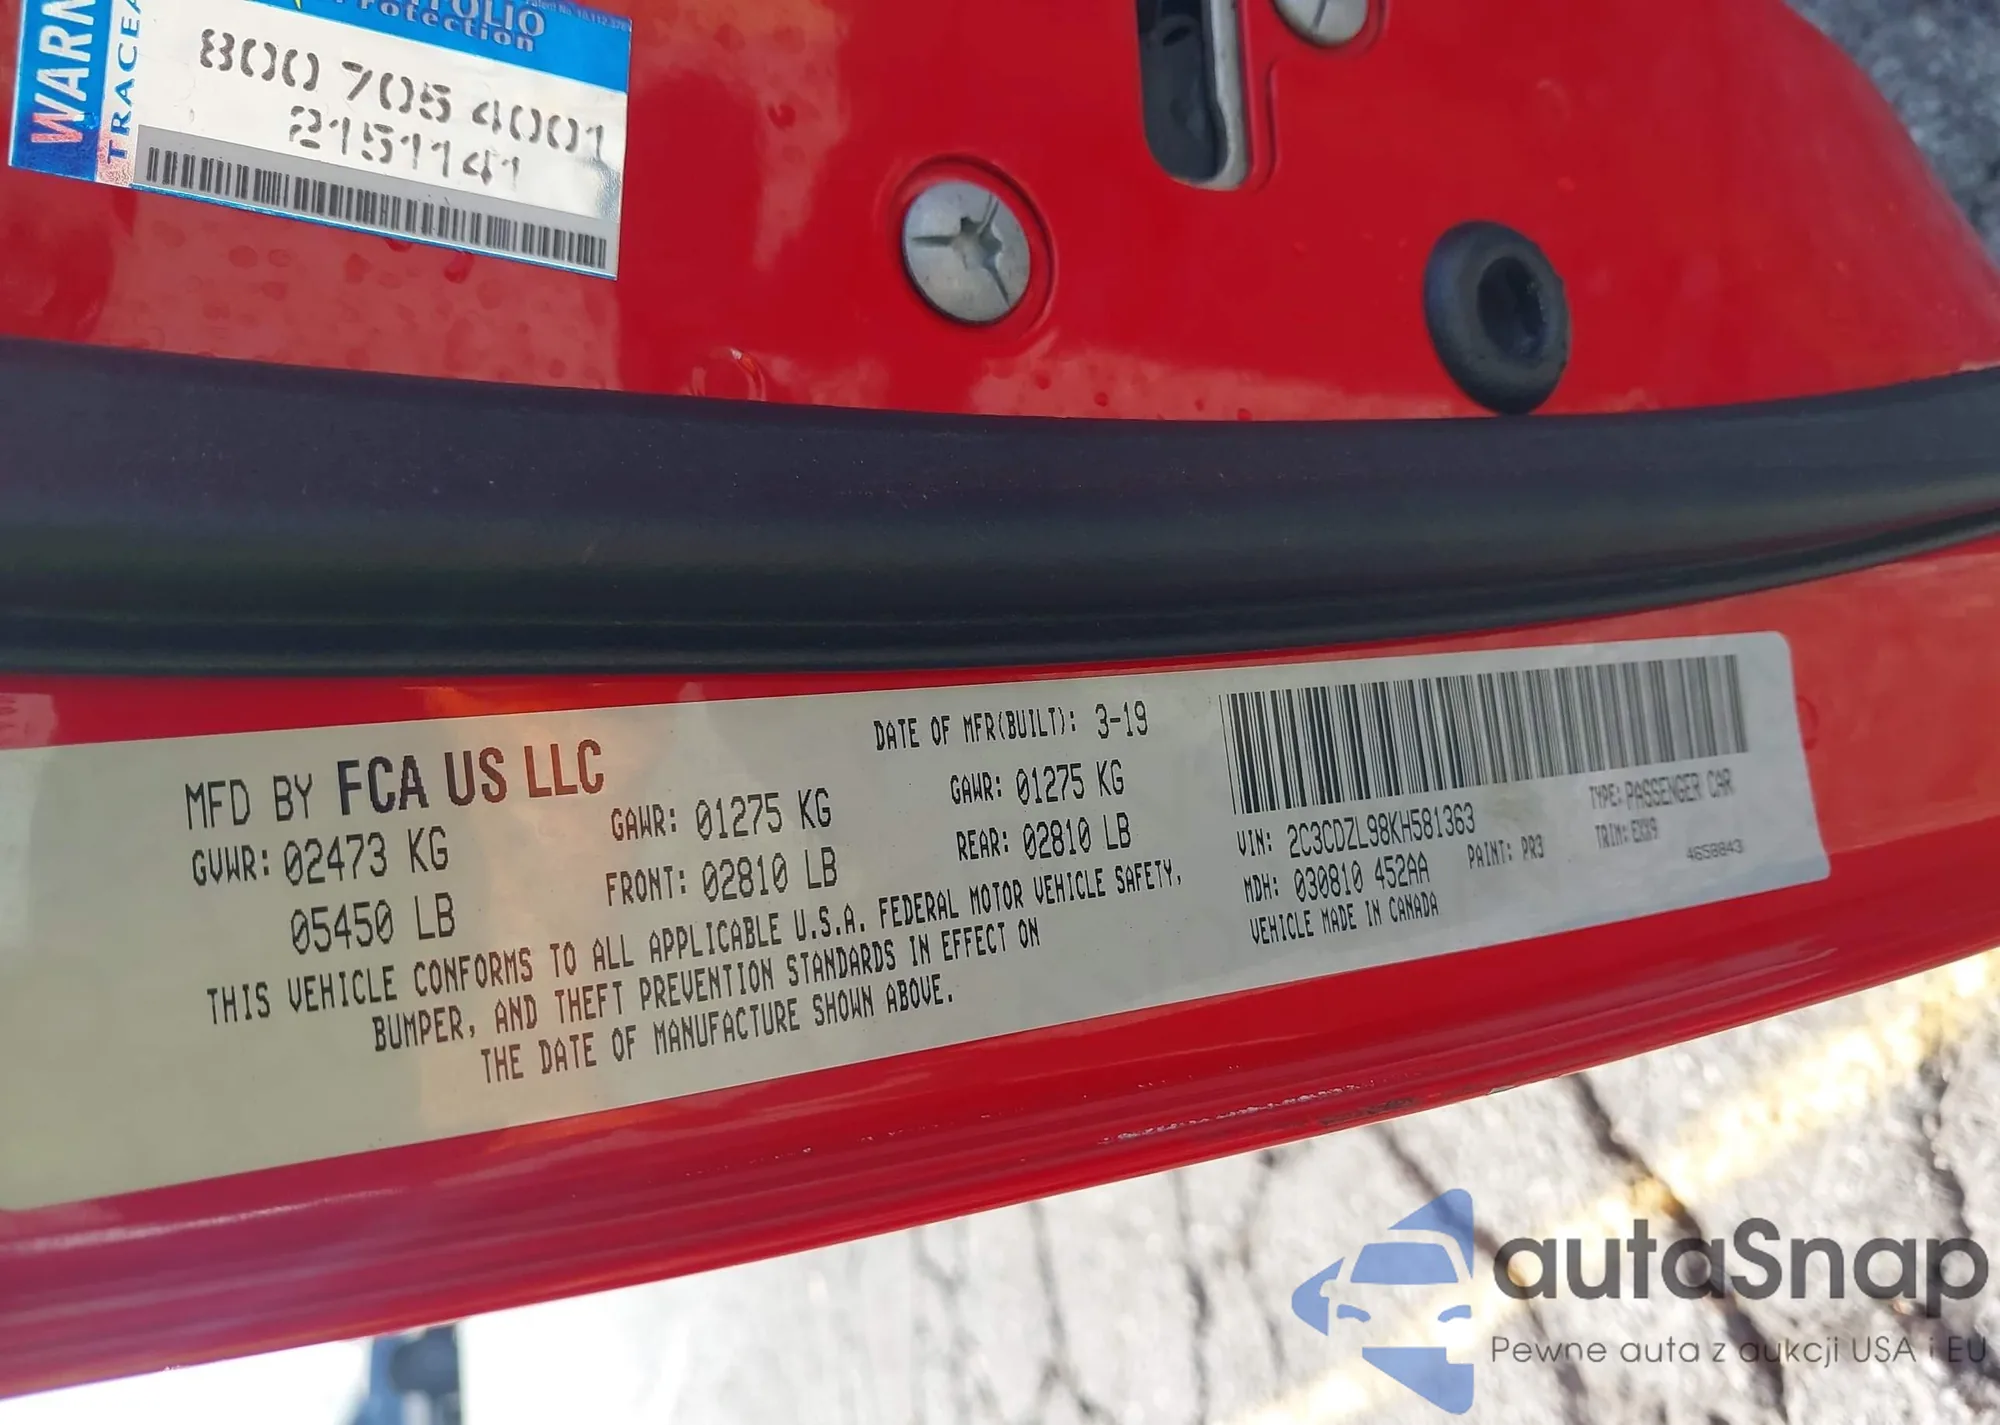 WARN
TRACEA
FOLIO
Protection
800 705 4001
2151141
MFD BY FCA US LLC
DATE OF MFR(BUILT): 3-19
GVWR: 02473 KG
05450 LB
GAWR: 01275 KG
FRONT: 02810 LB
GAWR: 01275 KG
REAR: 02810 LB
THIS VEHICLE CONFORMS TO ALL APPLICABLE U.S.A. FEDERAL MOTOR VEHICLE SAFETY,
BUMPER, AND THEFT PREVENTION STANDARDS IN EFFECT ON
THE DATE OF MANUFACTURE SHOWN ABOVE.
VIN: 2C3CDZL98KH581363
TYPE: PASSENGER CAR
MDH: 030810 452AA
PAINT: PR3
TRIM: EXX9
VEHICLE MADE IN CANADA
4658843
autaSnap
Pewne auta z aukcji USA i EU